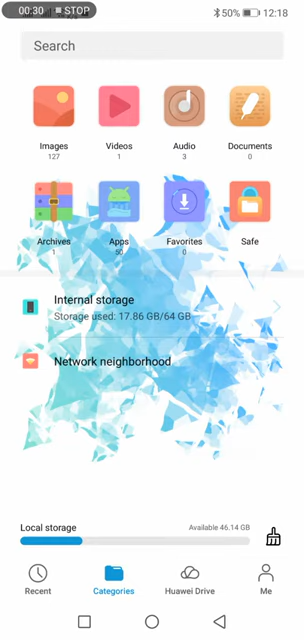 00:30 STOP
50% 12:18
Search
Images Videos Audio Documents
127 1 3 0
Archives Apps Favorites Safe
1 50 0
Internal storage
Storage used: 17.86 GB/64 GB
Network neighborhood
Local storage Available 46.14 GB
Recent Categories Huawei Drive Me